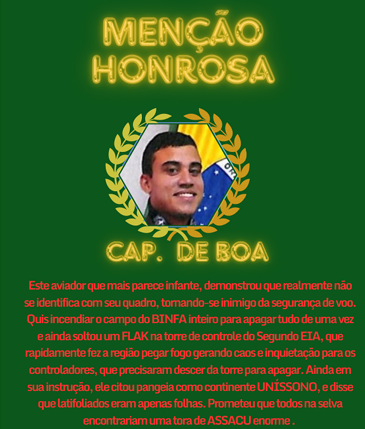 MENÇÃO
HONROSA
CAP. DE BOA
Este aviador que mais parece infante, demonstrou que realmente não
se identifica com seu quadro, tornando-se inimigo da segurança de voo.
Quis incendiar o campo do BINFA inteiro para apagar tudo de uma vez
e ainda soltou um FLAK na torre de controle do Segundo EIA, que
rapidamente fez a região pegar fogo gerando caos e inquietação para os
controladores, que precisaram descer da torre para apagar. Ainda em
sua instrução, ele citou pangeia como continente UNÍSSONO, e disse
que latifoliados eram apenas folhas. Prometeu que todos na selva
encontrariam uma tora de ASSACU enorme .